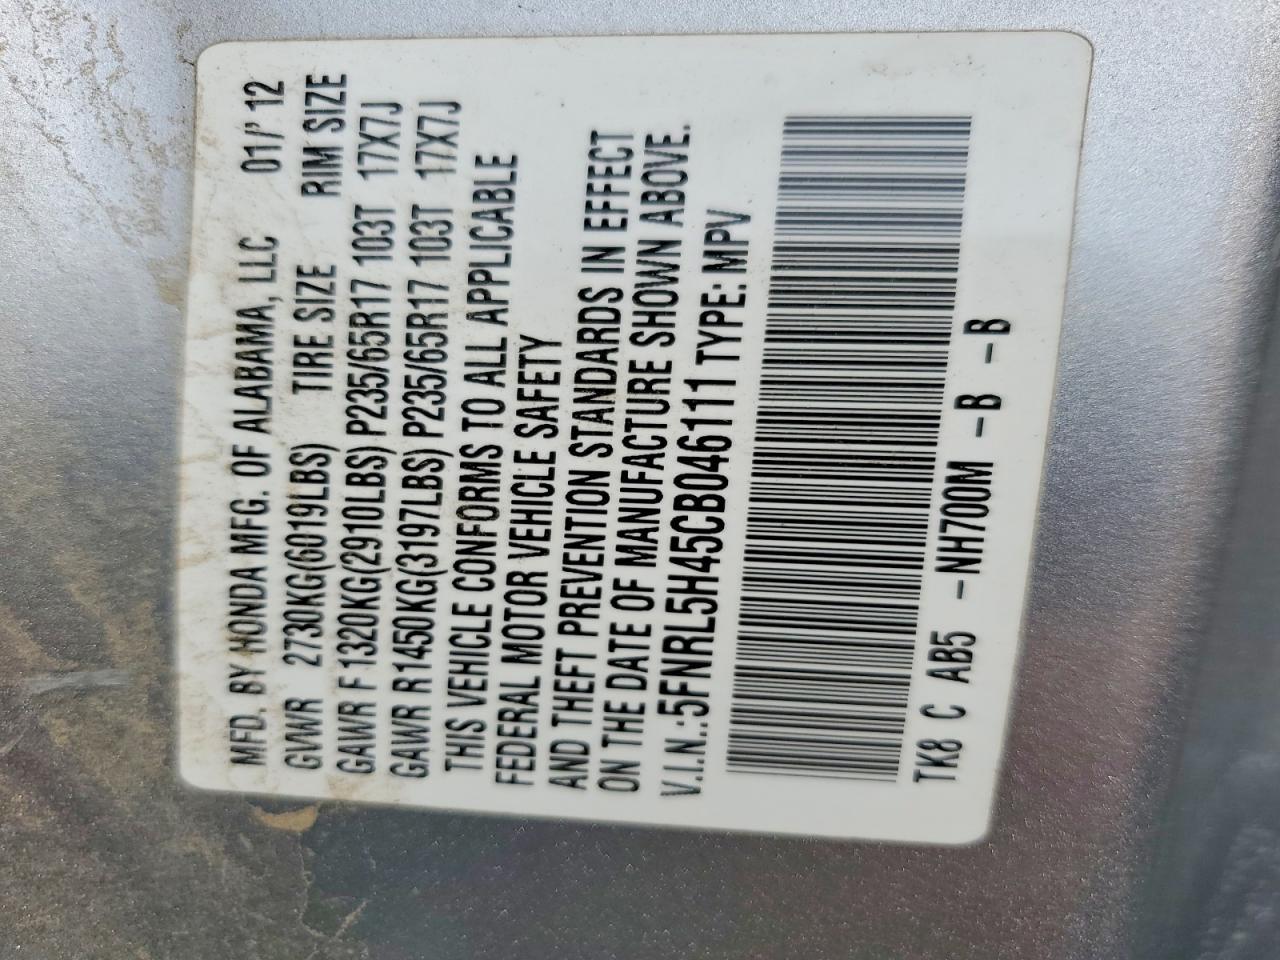 MFD. BY HONDA MFG. OF ALABAMA, LLC 01/'12
GVWR 2730KG(6019LBS) TIRE SIZE RIM SIZE
GAWR F 1320KG(2910LBS) P235/65R17 103T 17X7J
GAWR R 1450KG(3197LBS) P235/65R17 103T 17X7J
THIS VEHICLE CONFORMS TO ALL APPLICABLE
FEDERAL MOTOR VEHICLE SAFETY
AND THEFT PREVENTION STANDARDS IN EFFECT
ON THE DATE OF MANUFACTURE SHOWN ABOVE.
V.I.N.:5FNRL5H45CB046111 TYPE: MPV
TK8 C AB5 -NH700M -B -B